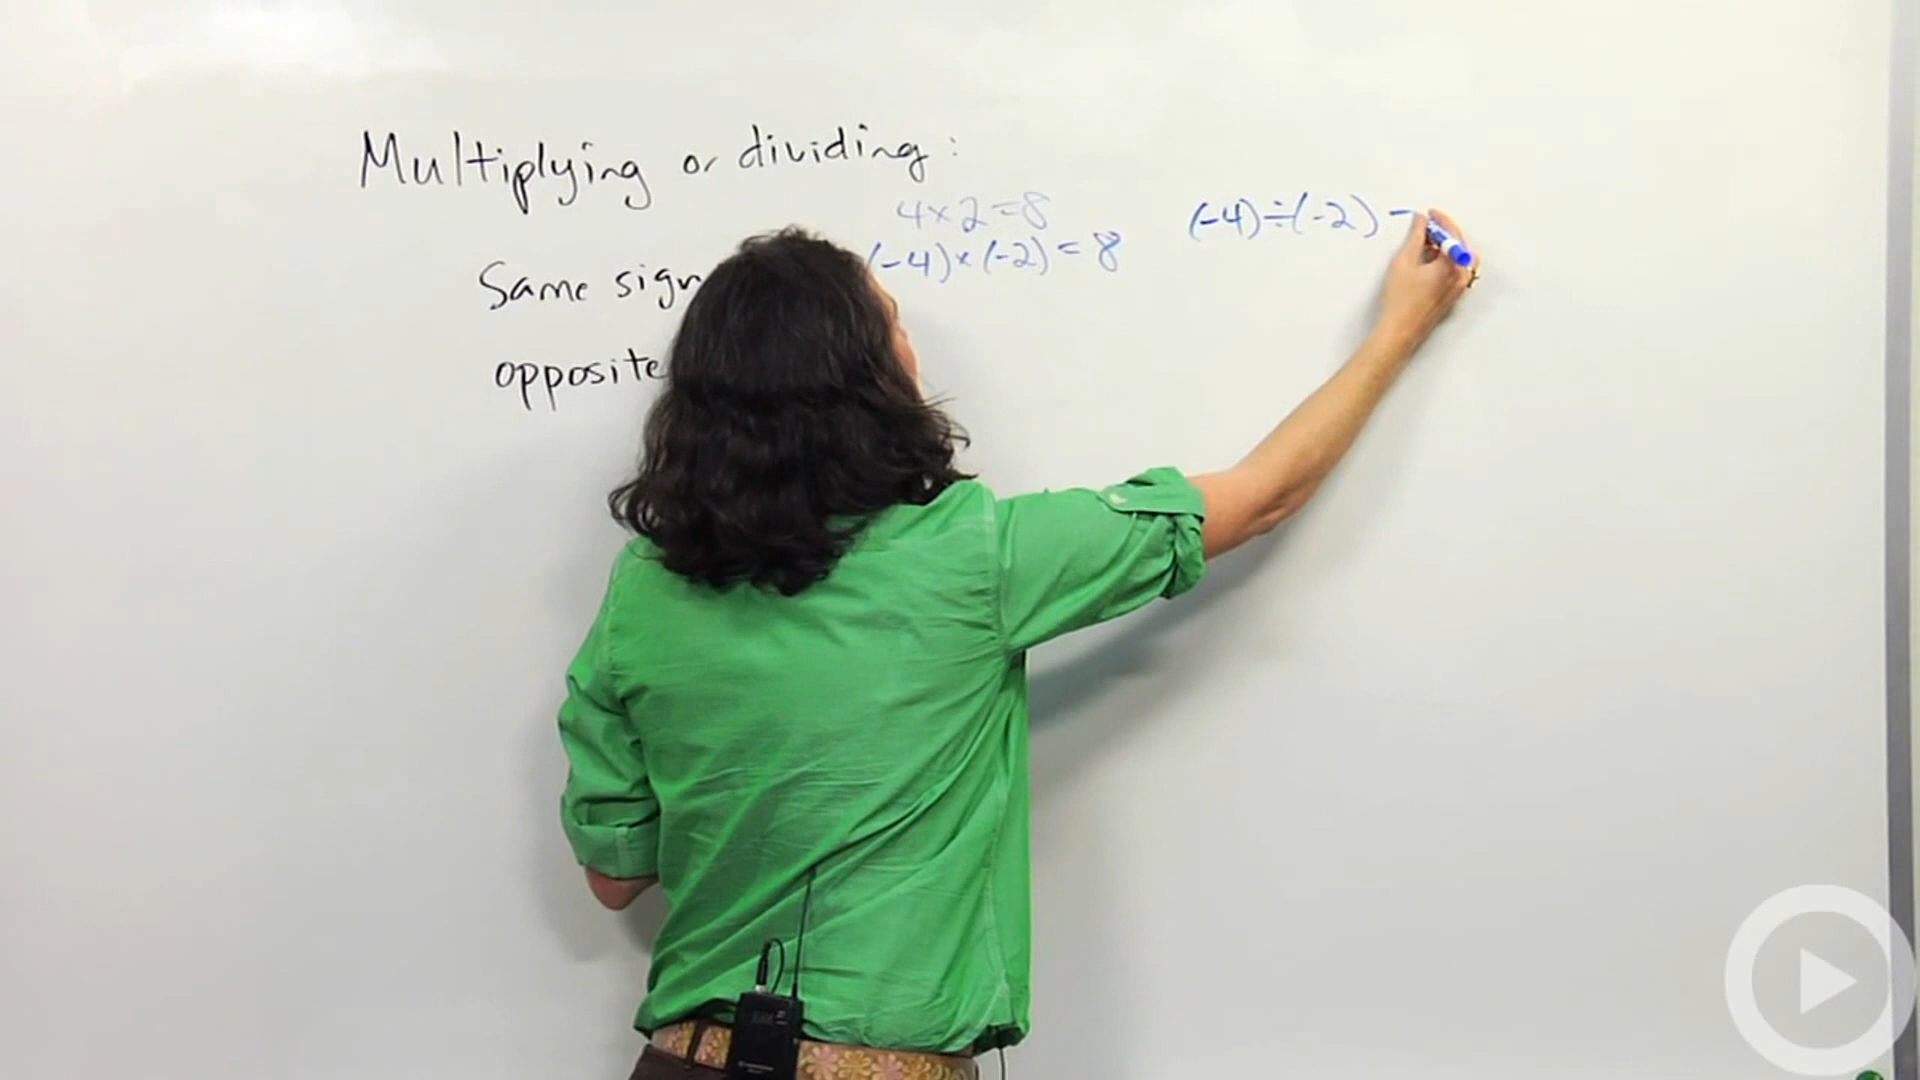 Multiplying or dividing:
4×2=8
(-4)÷(-2)
(-4)×(-2)=8
Same sign
opposite